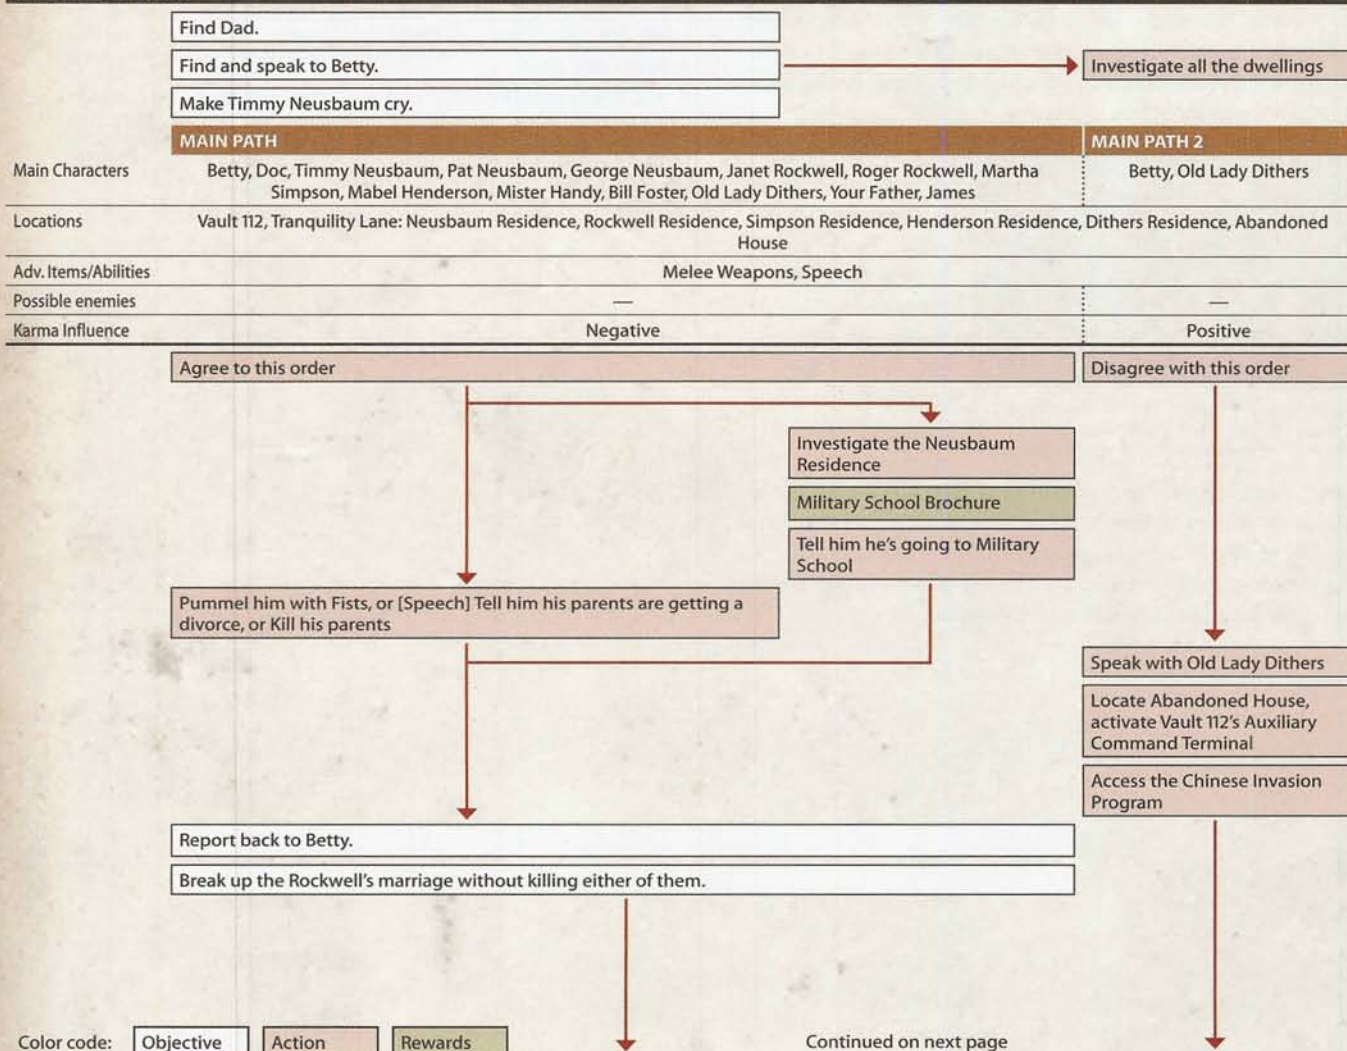 Find Dad.
Find and speak to Betty.
Investigate all the dwellings
Make Timmy Neusbaum cry.
MAIN PATH
MAIN PATH 2
Main Characters
Betty, Doc, Timmy Neusbaum, Pat Neusbaum, George Neusbaum, Janet Rockwell, Roger Rockwell, Martha
Simpson, Mabel Henderson, Mister Handy, Bill Foster, Old Lady Dithers, Your Father, James
Betty, Old Lady Dithers
Locations
Vault 112, Tranquility Lane: Neusbaum Residence, Rockwell Residence, Simpson Residence, Henderson Residence, Dithers Residence, Abandoned
House
Adv. Items/Abilities
Melee Weapons, Speech
Possible enemies
—
—
Karma Influence
Negative
Positive
Agree to this order
Disagree with this order
Investigate the Neusbaum
Residence
Military School Brochure
Tell him he's going to Military
School
Pummel him with Fists, or [Speech] Tell him his parents are getting a
divorce, or Kill his parents
Speak with Old Lady Dithers
Locate Abandoned House,
activate Vault 112's Auxiliary
Command Terminal
Access the Chinese Invasion
Program
Report back to Betty.
Break up the Rockwell's marriage without killing either of them.
Color code:
Objective
Action
Rewards
Continued on next page